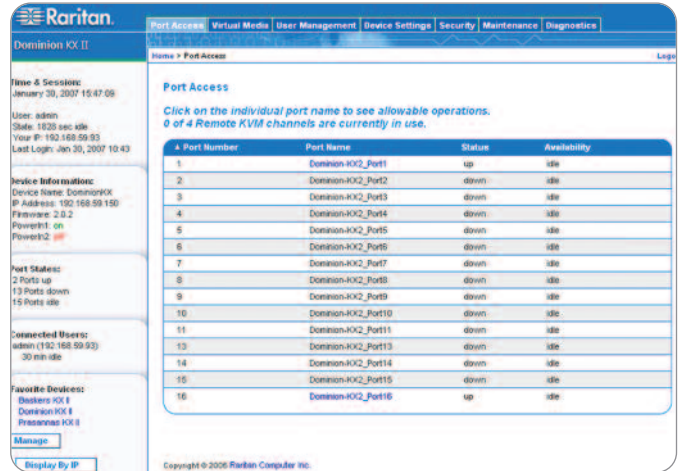 Raritan.
Port Access Virtual Media User Management Device Settings Security Maintenance Diagnostics
Dominion KX II
Home > Port Access
Logo
Time & Session:
January 30, 2007 15:47:09
User: admin
State: 1828 sec idle
Your IP: 192.168.59.93
Last Login: Jan 30, 2007 10:43
Device Information:
Device Name: DominionKX
IP Address: 192.168.59.150
Firmware: 2.0.2
PowerIn1: on
PowerIn2: off
Port States:
2 Ports up
13 Ports down
15 Ports idle
Connected Users:
admin (192.168.59.93)
30 min idle
Favorite Devices:
Dominion KX II
Prasannas KX II
Manage
Display By IP
Port Access
Click on the individual port name to see allowable operations.
0 of 4 Remote KVM channels are currently in use.
▲ Port Number Port Name Status Availability
1 Dominion-KX2_Port1 up idle
2 Dominion-KX2_Port2 down idle
3 Dominion-KX2_Port3 down idle
4 Dominion-KX2_Port4 down idle
5 Dominion-KX2_Port5 down idle
6 Dominion-KX2_Port6 down idle
7 Dominion-KX2_Port7 down idle
8 Dominion-KX2_Port8 down idle
9 Dominion-KX2_Port9 down idle
10 Dominion-KX2_Port10 down idle
11 Dominion-KX2_Port11 down idle
13 Dominion-KX2_Port13 down idle
14 Dominion-KX2_Port14 down idle
15 Dominion-KX2_Port15 down idle
16 Dominion-KX2_Port16 up idle
Copyright © 2006 Raritan Computer Inc.